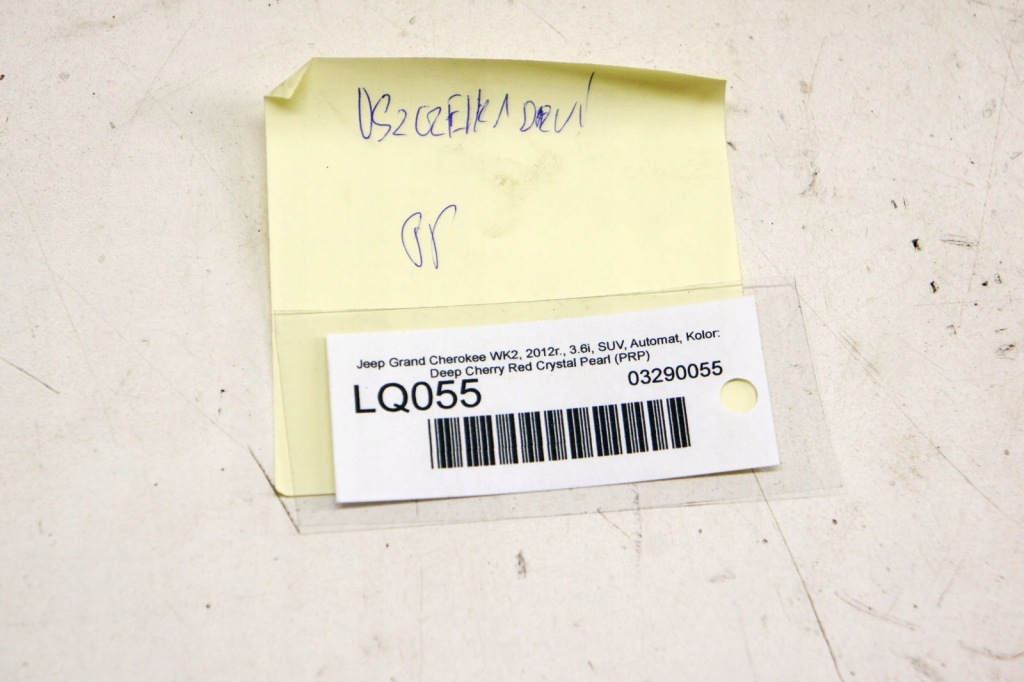 USZCZELKI DRZWI
PP
Jeep Grand Cherokee WK2, 2012r., 3.6i, SUV, Automat, Kolor:
Deep Cherry Red Crystal Pearl (PRP)
LQ055
03290055